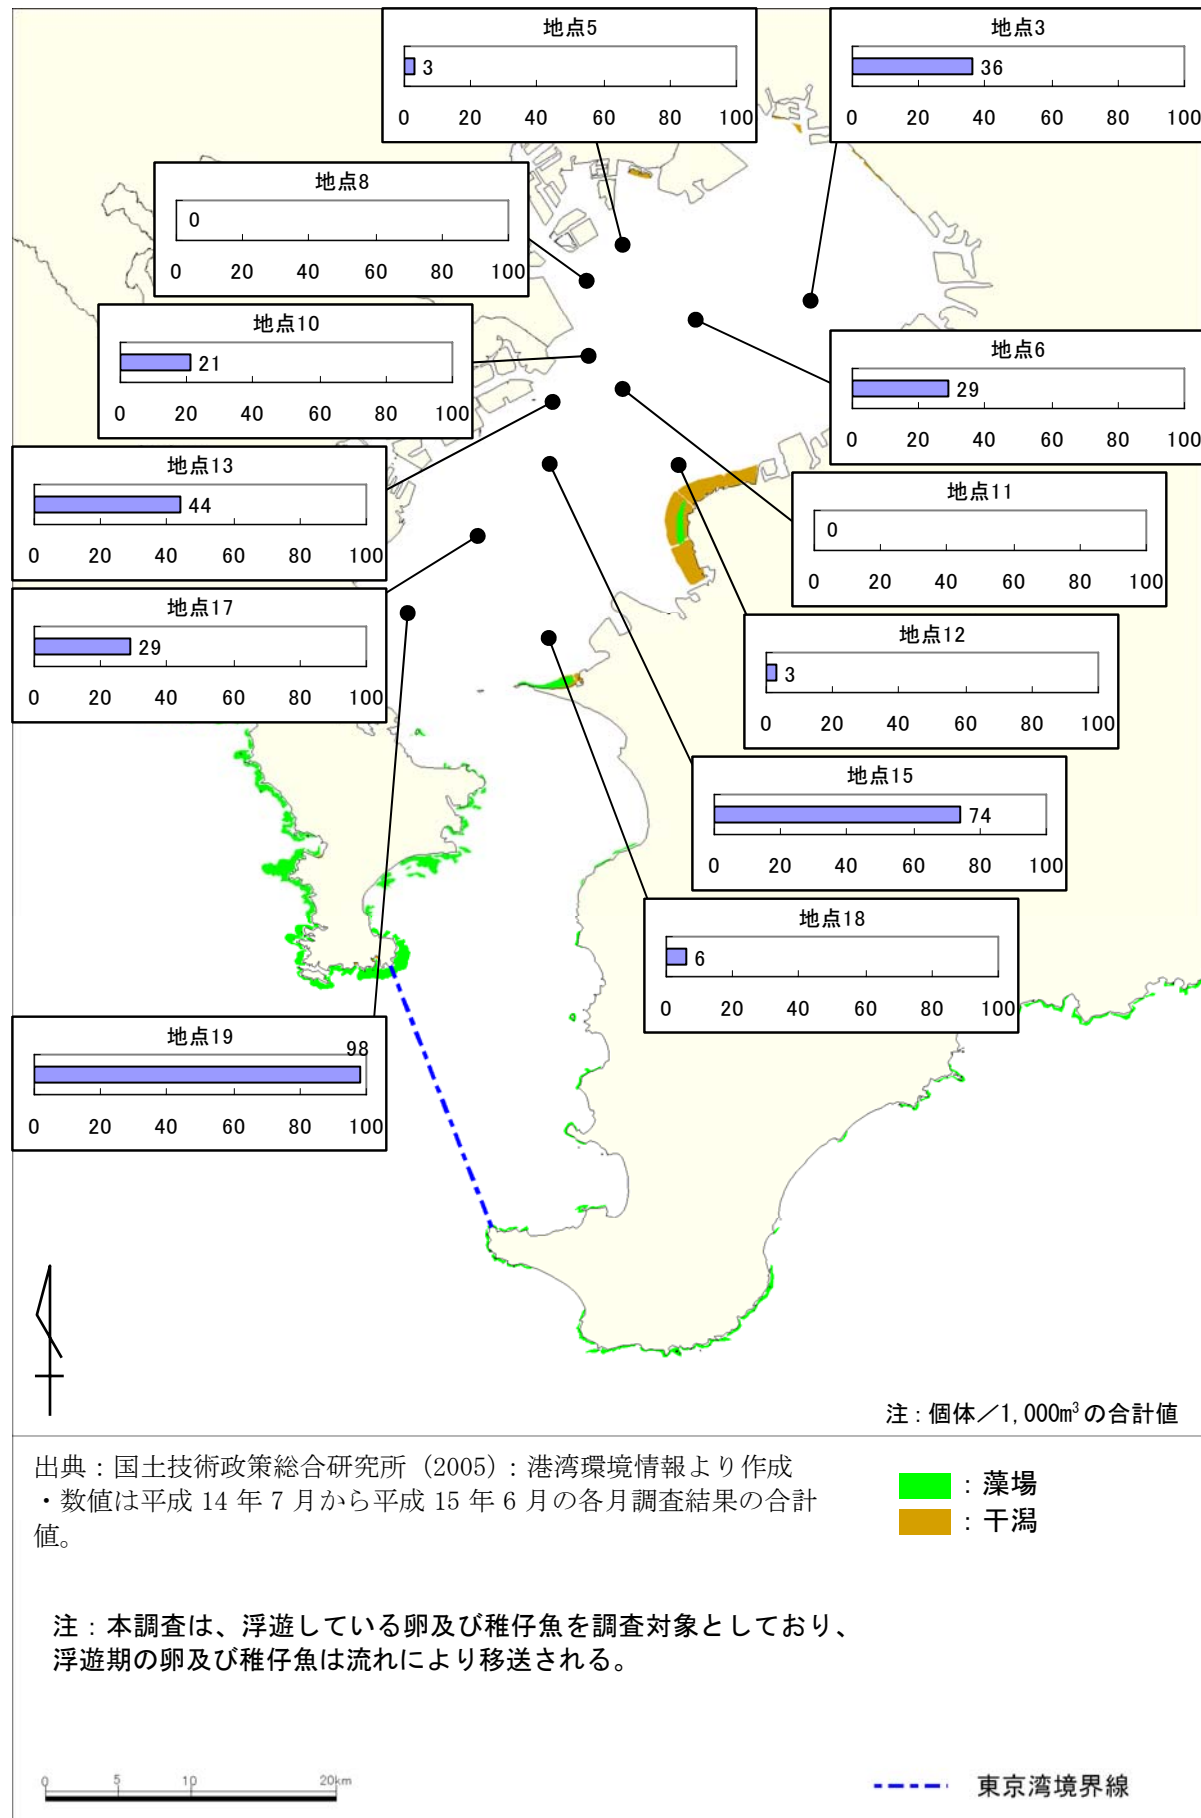 地点5
3
0 20 40 60 80 100
地点3
36
0 20 40 60 80 100
地点8
0
0 20 40 60 80 100
地点10
21
0 20 40 60 80 100
地点6
29
0 20 40 60 80 100
地点13
44
0 20 40 60 80 100
地点11
0
0 20 40 60 80 100
地点17
29
0 20 40 60 80 100
地点12
3
0 20 40 60 80 100
地点15
74
0 20 40 60 80 100
地点18
6
0 20 40 60 80 100
地点19
98
0 20 40 60 80 100
注:個体/1,000m³の合計値
出典:国土技術政策総合研究所(2005):港湾環境情報より作成
・数値は平成 14 年 7 月から平成 15 年 6 月の各月調査結果の合計
値。
:藻場
:干潟
注:本調査は、浮遊している卵及び稚仔魚を調査対象としており、
浮遊期の卵及び稚仔魚は流れにより移送される。
0 5 10 20km
東京湾境界線